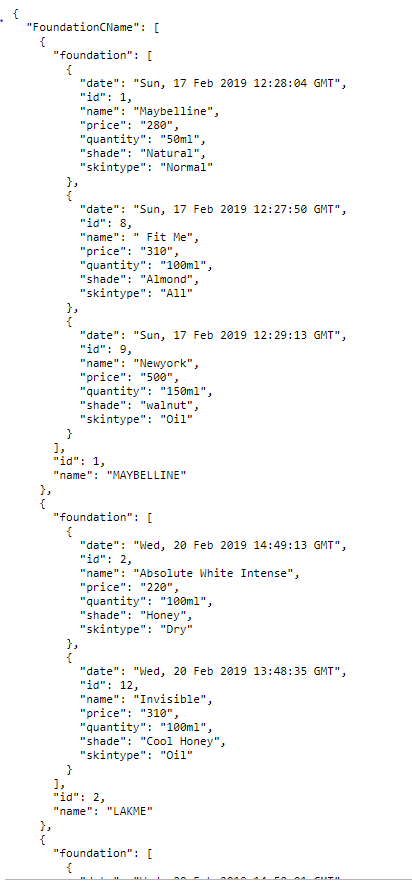 {
  "FoundationCName": [
    {
      "foundation": [
        {
          "date": "Sun, 17 Feb 2019 12:28:04 GMT",
          "id": 1,
          "name": "Maybelline",
          "price": "280",
          "quantity": "50ml",
          "shade": "Natural",
          "skintype": "Normal"
        },
        {
          "date": "Sun, 17 Feb 2019 12:27:50 GMT",
          "id": 8,
          "name": " Fit Me",
          "price": "310",
          "quantity": "100ml",
          "shade": "Almond",
          "skintype": "All"
        },
        {
          "date": "Sun, 17 Feb 2019 12:29:13 GMT",
          "id": 9,
          "name": "Newyork",
          "price": "500",
          "quantity": "150ml",
          "shade": "walnut",
          "skintype": "Oil"
        }
      ],
      "id": 1,
      "name": "MAYBELLINE"
    },
    {
      "foundation": [
        {
          "date": "Wed, 20 Feb 2019 14:49:13 GMT",
          "id": 2,
          "name": "Absolute White Intense",
          "price": "220",
          "quantity": "100ml",
          "shade": "Honey",
          "skintype": "Dry"
        },
        {
          "date": "Wed, 20 Feb 2019 13:48:35 GMT",
          "id": 12,
          "name": "Invisible",
          "price": "310",
          "quantity": "100ml",
          "shade": "Cool Honey",
          "skintype": "Oil"
        }
      ],
      "id": 2,
      "name": "LAKME"
    },
    {
      "foundation": [
        {